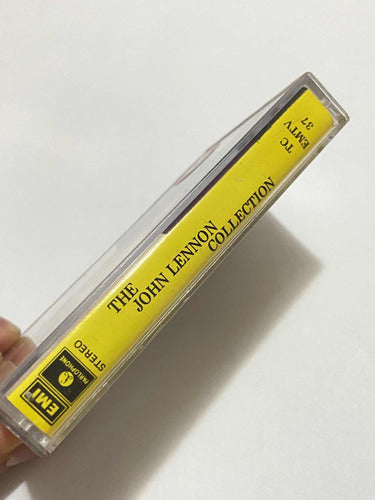 EMI
PARLOPHONE
STEREO
THE
JOHN LENNON
COLLECTION
TC
EMTV
37